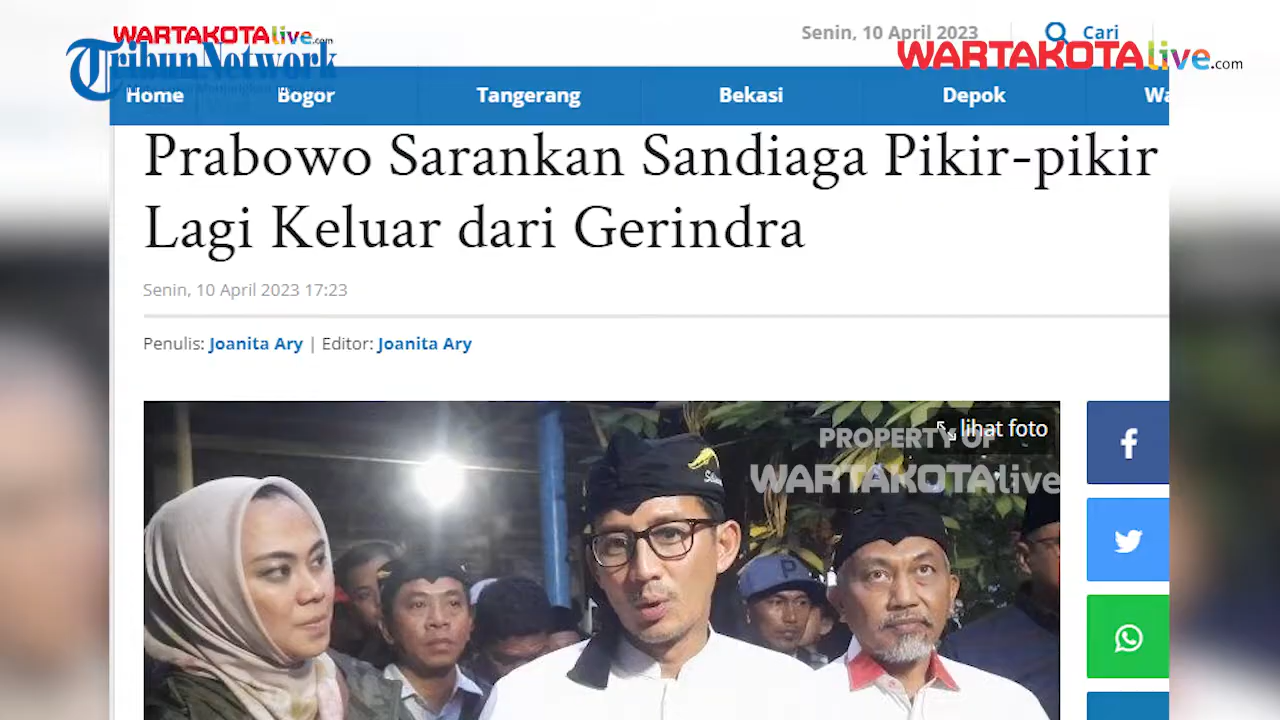 WARTAKOTAlive.com
TribunNetwork
Senin, 10 April 2023
Cari
WARTAKOTAlive.com
Home
Bogor
Tangerang
Bekasi
Depok
Wa
Prabowo Sarankan Sandiaga Pikir-pikir
Lagi Keluar dari Gerindra
Senin, 10 April 2023 17:23
Penulis: Joanita Ary | Editor: Joanita Ary
lihat foto
PROPERTY OF
WARTAKOTAlive
P